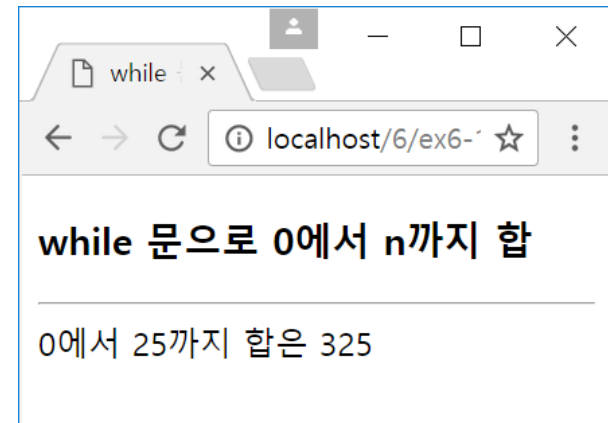 while
localhost/6/ex6-
while 문으로 0에서 n까지 합
0에서 25까지 합은 325